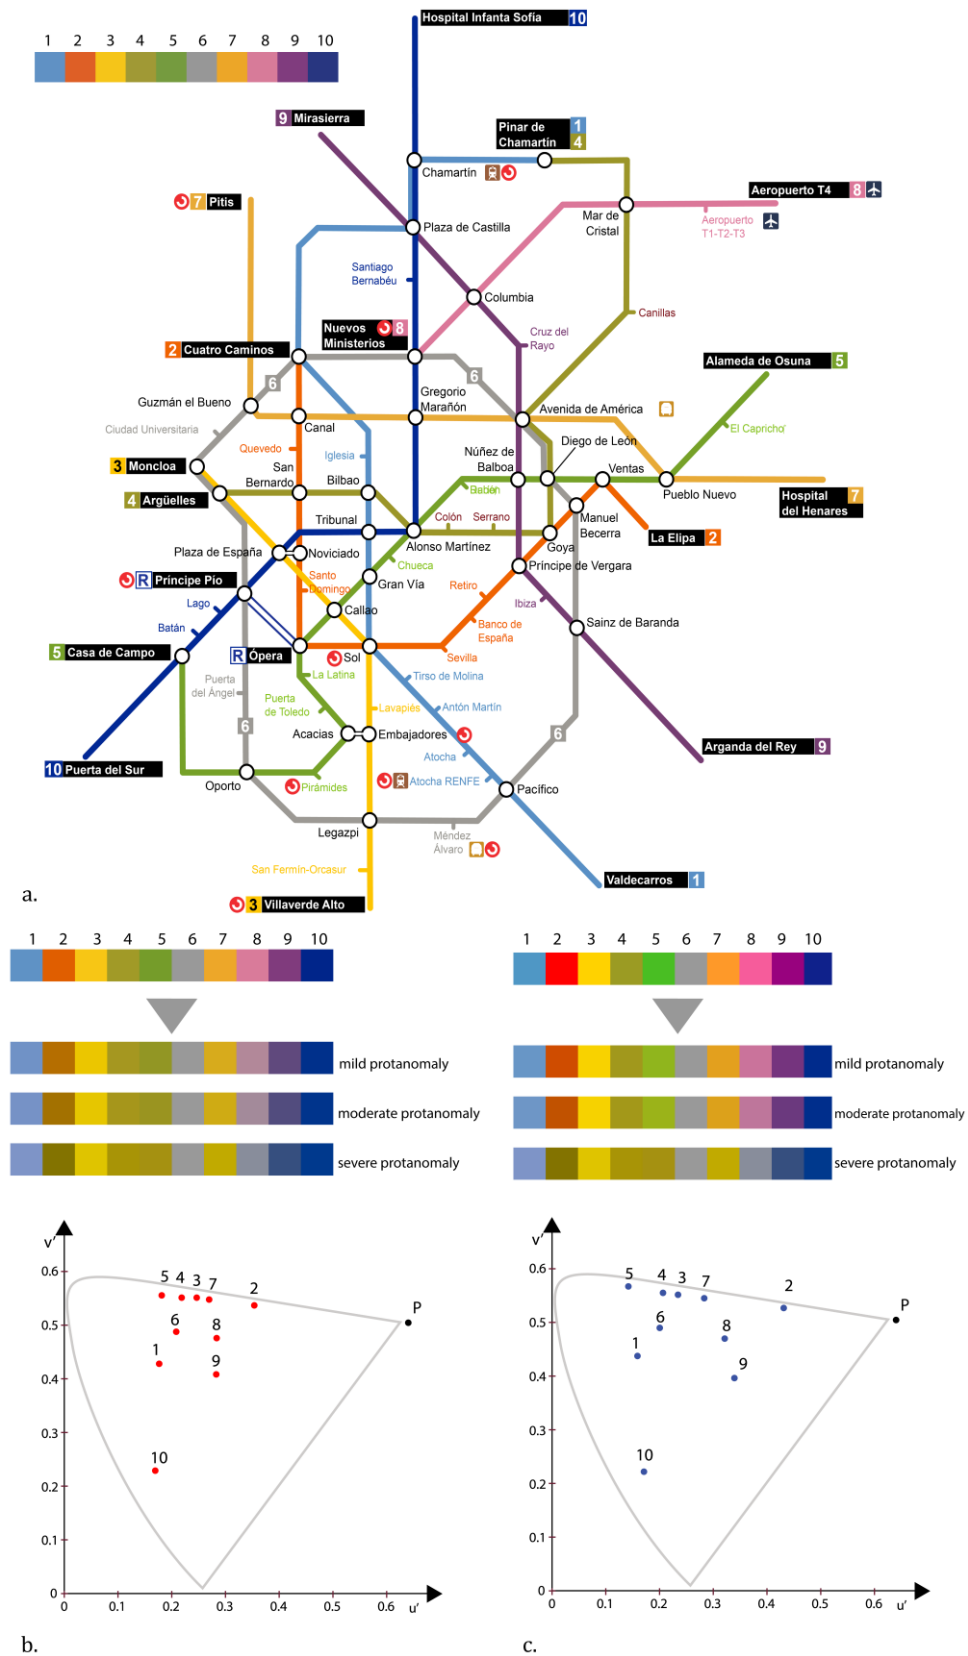 Hospital Infanta Sofia 10
1 2 3 4 5 6 7 8 9 10
9 Mirasierra
Pinar de
Chamartín
1
4
Chamartín
7 Pitis
Aeropuerto T4 8
Mar de
Cristal
Aeropuerto
T1-T2-T3
Plaza de Castilla
Santiago
Bernabéu
Columbia
Canillas
Nuevos
Ministerios
8
Cruz del
Rayo
2 Cuatro Caminos
Alameda de Osuna 5
6
6
Gregorio
Marañón
Guzmán el Bueno
Avenida de América
Canal
Ciudad Universitaria
El Capricho
Diego de León
Quevedo
Iglesia
Núñez de
Balboa
3 Moncloa
San
Bernardo
Bilbao
Ventas
Pueblo Nuevo
4 Argüelles
Hospital
del Henares
7
Tribunal
Colón
Serrano
Manuel
Becerra
La Elipa 2
Alonso Martínez
Goya
Plaza de España
Noviciado
Chueca
Príncipe de Vergara
R Príncipe Pío
Santo
Domingo
Gran Vía
Retiro
Ibiza
Lago
Callao
Batán
Banco de
España
Sainz de Baranda
5 Casa de Campo
R Ópera
Sol
Sevilla
La Latina
Tirso de Molina
Puerta
del Ángel
Puerta
de Toledo
Lavapiés
Antón Martín
6
Acacias
Embajadores
6
Arganda del Rey 9
Atocha
10 Puerta del Sur
Oporto
Pirámides
Atocha RENFE
Pacífico
Legazpi
Méndez
Álvaro
San Fermín-Orcasur
Valdecarros 1
3 Villaverde Alto
a.
1 2 3 4 5 6 7 8 9 10
mild protanomaly
moderate protanomaly
severe protanomaly
1 2 3 4 5 6 7 8 9 10
mild protanomaly
moderate protanomaly
severe protanomaly
v'
0.6
0.5
0.4
0.3
0.2
0.1
0
5 4 3 7 2
P
6
8
1
9
10
0 0.1 0.2 0.3 0.4 0.5 0.6
u'
b.
v'
0.6
0.5
0.4
0.3
0.2
0.1
0
5 4 3 7 2
P
6
8
1
9
10
0 0.1 0.2 0.3 0.4 0.5 0.6
u'
c.